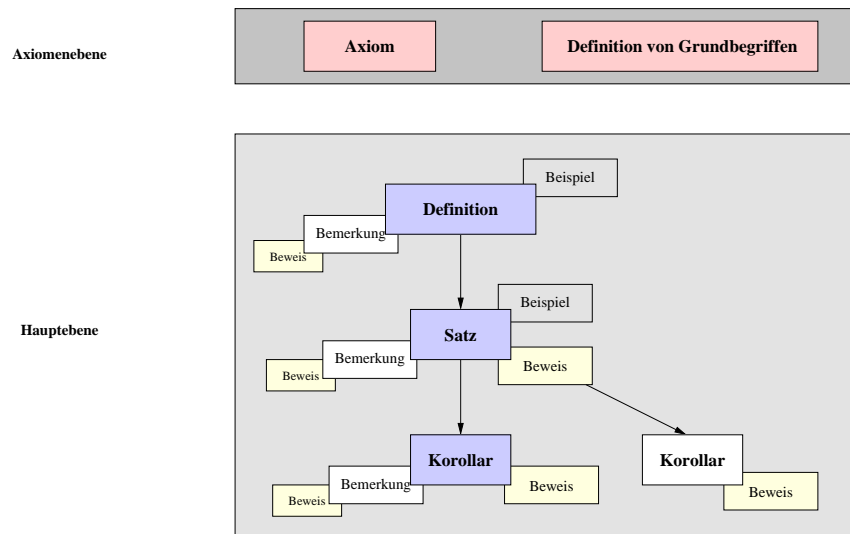 Axiomenebene
Axiom
Definition von Grundbegriffen
Hauptebene
Beispiel
Definition
Bemerkung
Beweis
Beispiel
Satz
Bemerkung
Beweis
Beweis
Korollar
Bemerkung
Beweis
Beweis
Korollar
Beweis